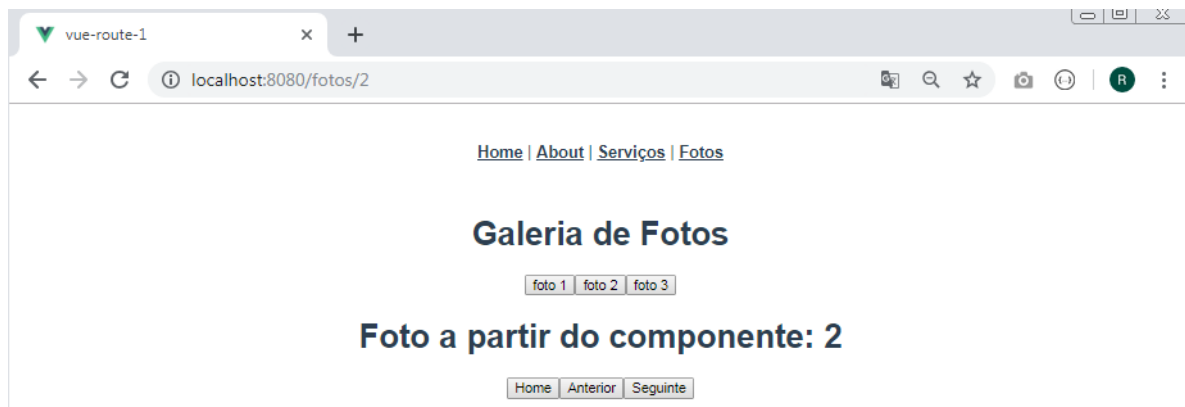 vue-route-1
localhost:8080/fotos/2
R
Home | About | Serviços | Fotos
Galeria de Fotos
foto 1 foto 2 foto 3
Foto a partir do componente: 2
Home Anterior Seguinte